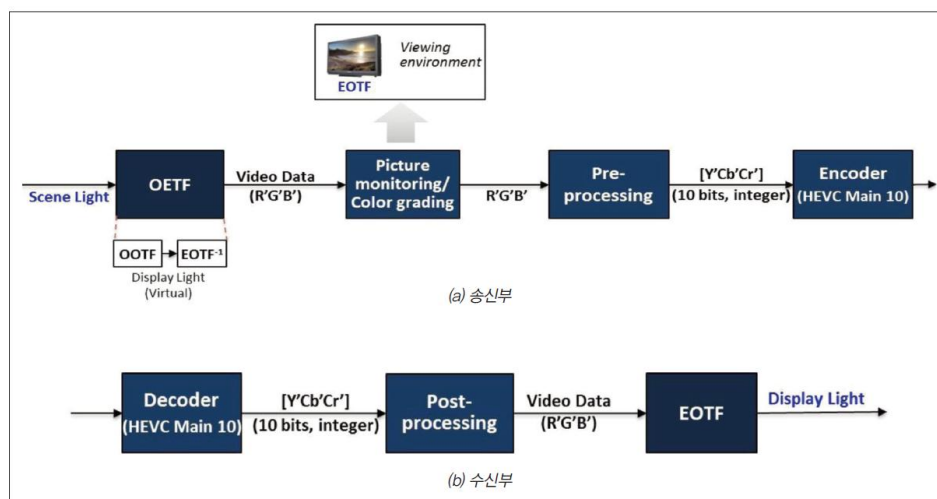 Viewing
environment
EOTF
Scene Light
OETF
Video Data
(R'G'B')
Picture
monitoring/
Color grading
R'G'B'
Pre-
processing
[Y'Cb'Cr']
(10 bits, integer)
Encoder
(HEVC Main 10)
OOTF
EOTF-1
Display Light
(Virtual)
(a) 송신부
Decoder
(HEVC Main 10)
[Y'Cb'Cr']
(10 bits, integer)
Post-
processing
Video Data
(R'G'B')
EOTF
Display Light
(b) 수신부